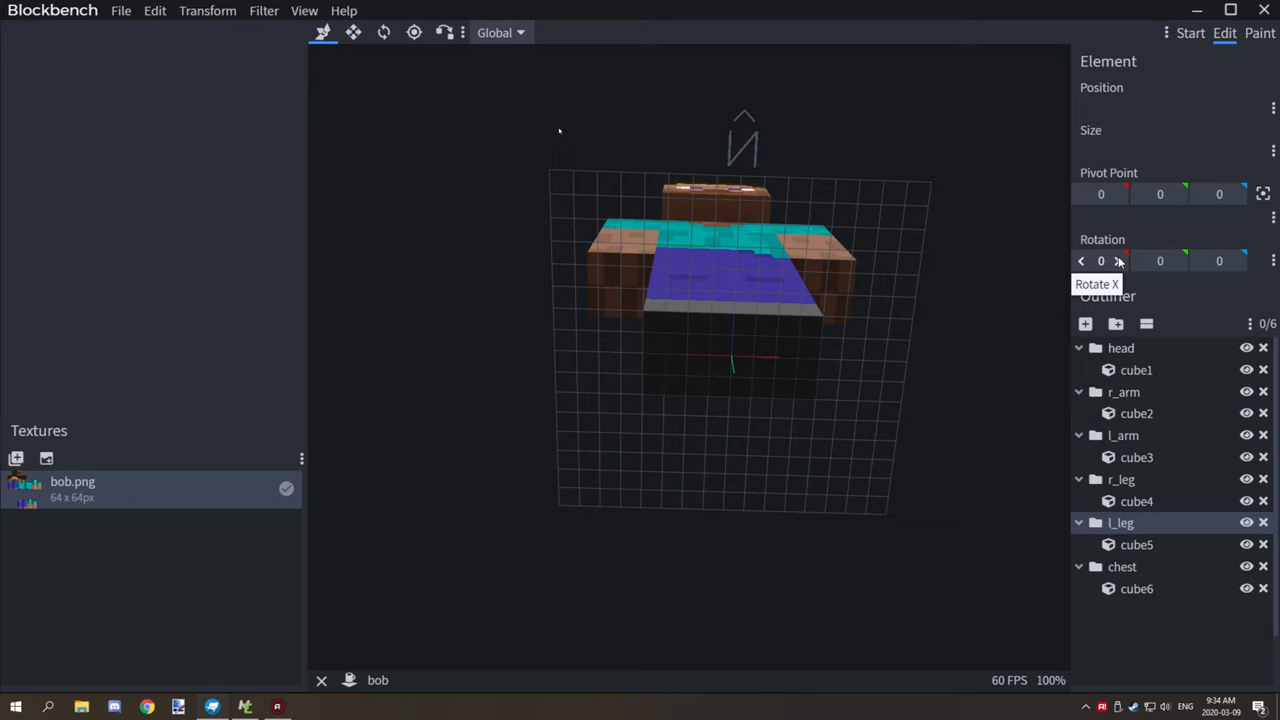 Blockbench File Edit Transform Filter View Help
Global
Start Edit Paint
Element
Position
Size
Pivot Point
0 0 0
Rotation
0 0 0
Rotate X
Outliner
0/6
head
cube1
r_arm
cube2
l_arm
cube3
r_leg
cube4
l_leg
cube5
chest
cube6
Textures
bob.png
64 x 64px
bob
60 FPS 100%
ENG
9:34 AM
2020-03-09